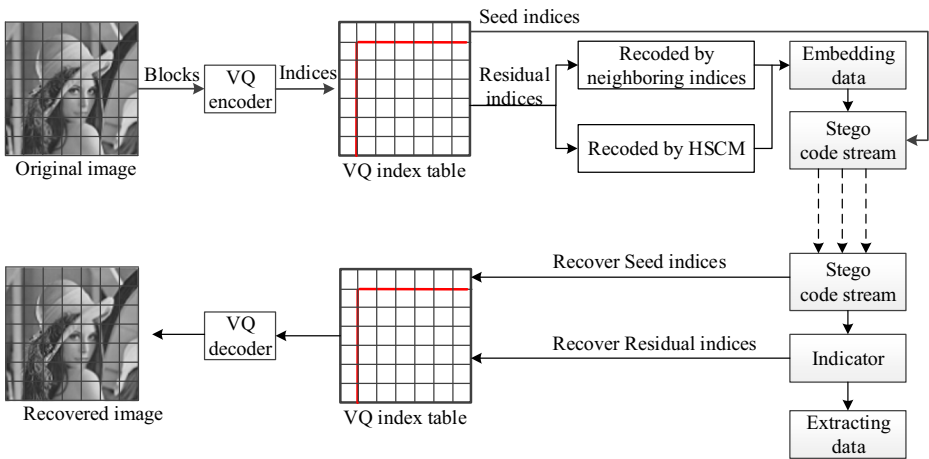 Seed indices
Blocks
VQ
encoder
Indices
Residual
indices
Recoded by
neighboring indices
Embedding
data
Recoded by HSCM
Stego
code stream
Original image
VQ index table
Recover Seed indices
Stego
code stream
VQ
decoder
Recover Residual indices
Indicator
Recovered image
VQ index table
Extracting
data